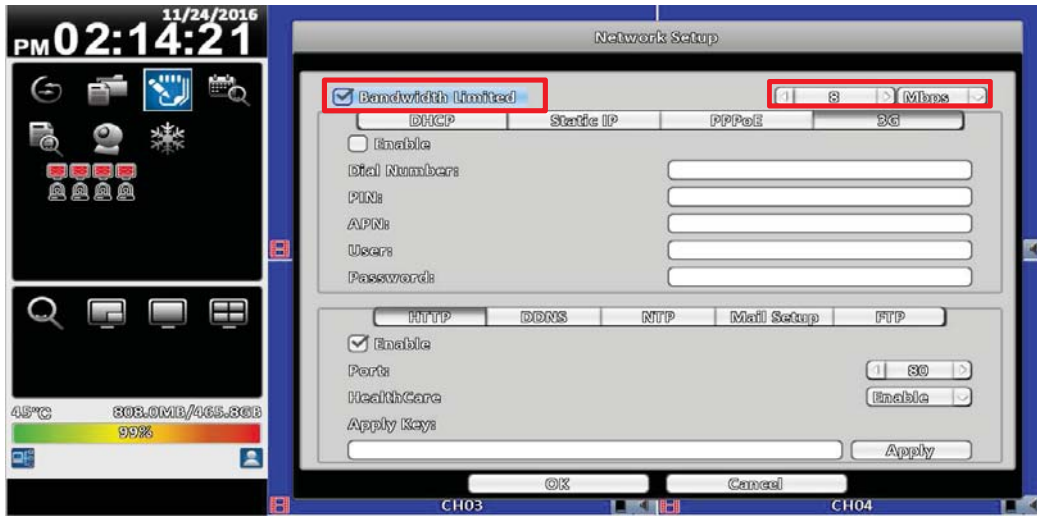 11/24/2016
PM 02:14:21
Network Setup
Bandwidth Limited
8 Mbps
DHCP Static IP PPPoE 3G
Enable
Dial Number:
PIN:
APN:
User:
Password:
HTTP DDNS NTP Mail Setup FTP
Enable
Port: 80
HealthCare Enable
Apply Key:
Apply
OK Cancel
45°C 808.0MB/465.8GB
99%
CH03 CH04